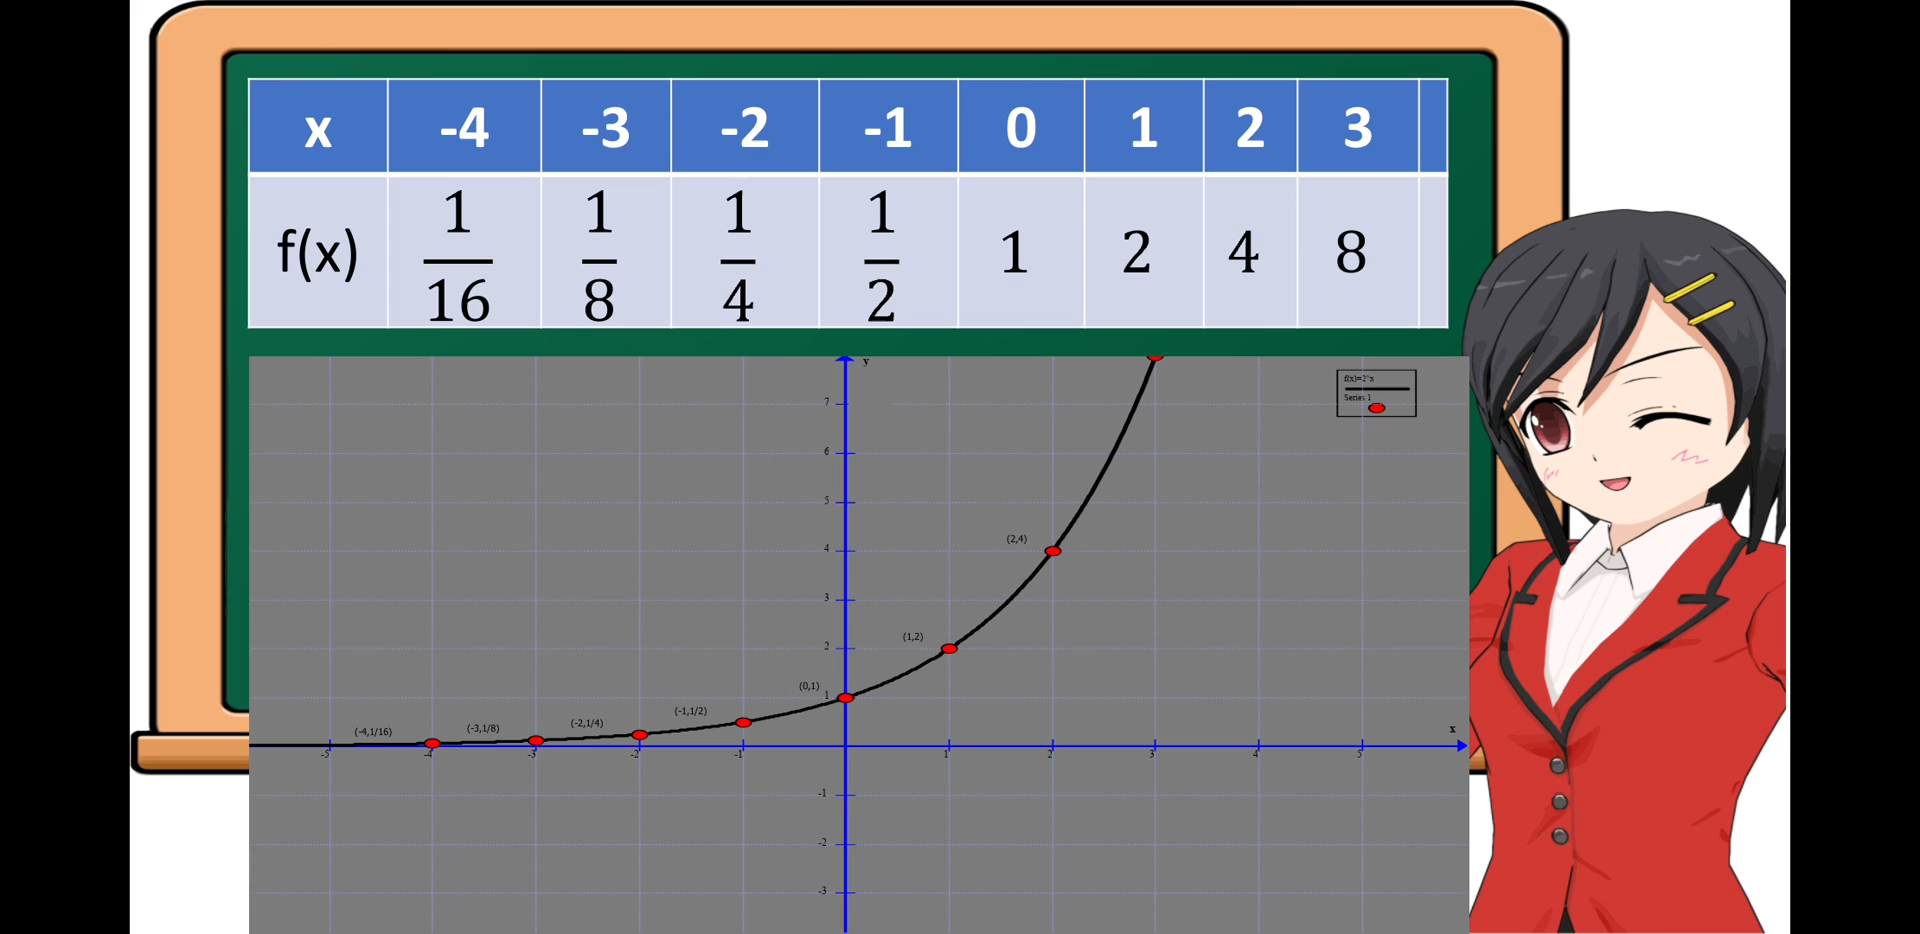 x -4 -3 -2 -1 0 1 2 3
f(x) 1/16 1/8 1/4 1/2 1 2 4 8
y
f(x)=2^x
Series 1
7
6
5
(2,4) 4
3
(1,2)
2
(0,1) 1
(-4,1/16) (-3,1/8) (-2,1/4) (-1,1/2)
x
-5 -4 -3 -2 -1 1 2 3 4 5
-1
-2
-3